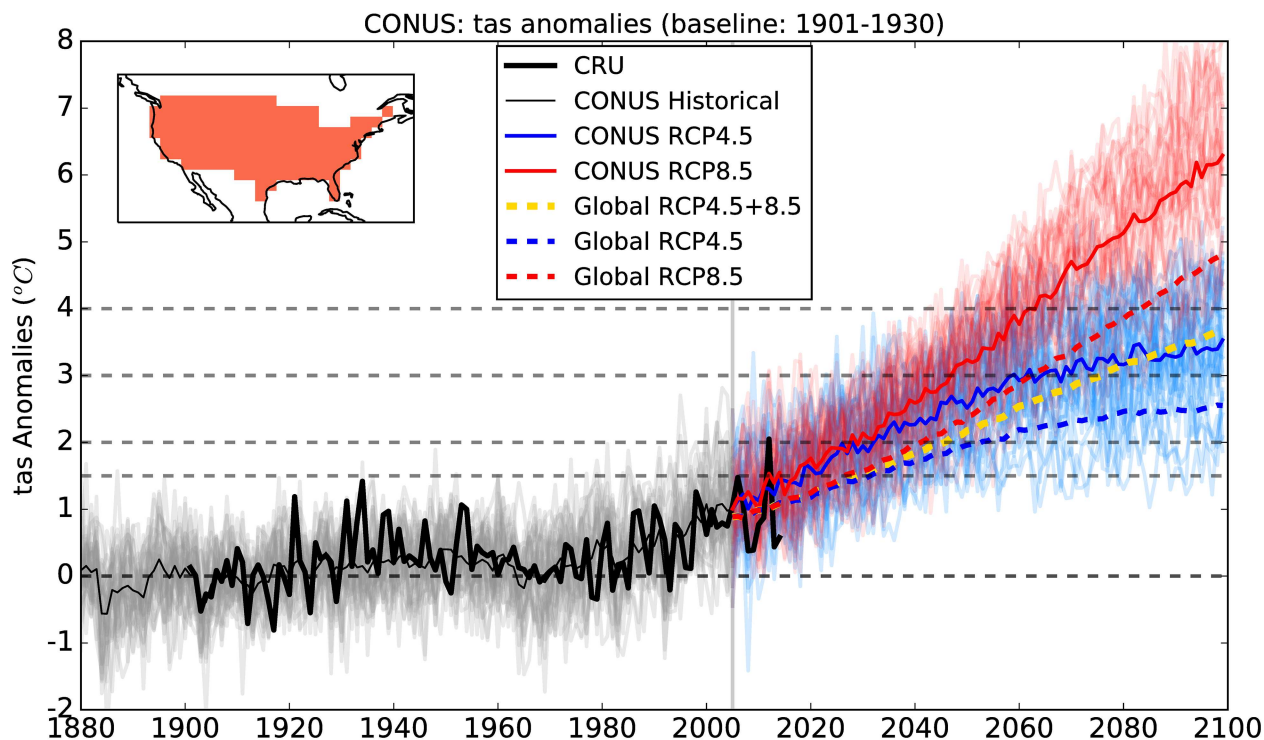 CONUS: tas anomalies (baseline: 1901-1930)
8
7
6
5
4
3
2
1
0
-1
-2
tas Anomalies (°C)
CRU
CONUS Historical
CONUS RCP4.5
CONUS RCP8.5
Global RCP4.5+8.5
Global RCP4.5
Global RCP8.5
1880 1900 1920 1940 1960 1980 2000 2020 2040 2060 2080 2100